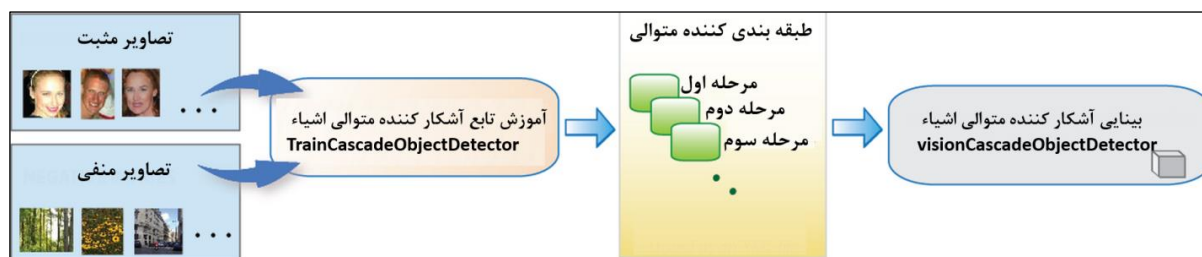 تصاویر مثبت
. . .
تصاویر منفی
. . .
آموزش تابع آشکار کننده متوالی اشیاء
TrainCascadeObjectDetector
طبقه بندی کننده متوالی
مرحله اول
مرحله دوم
مرحله سوم
بینایی آشکار کننده متوالی اشیاء
visionCascadeObjectDetector